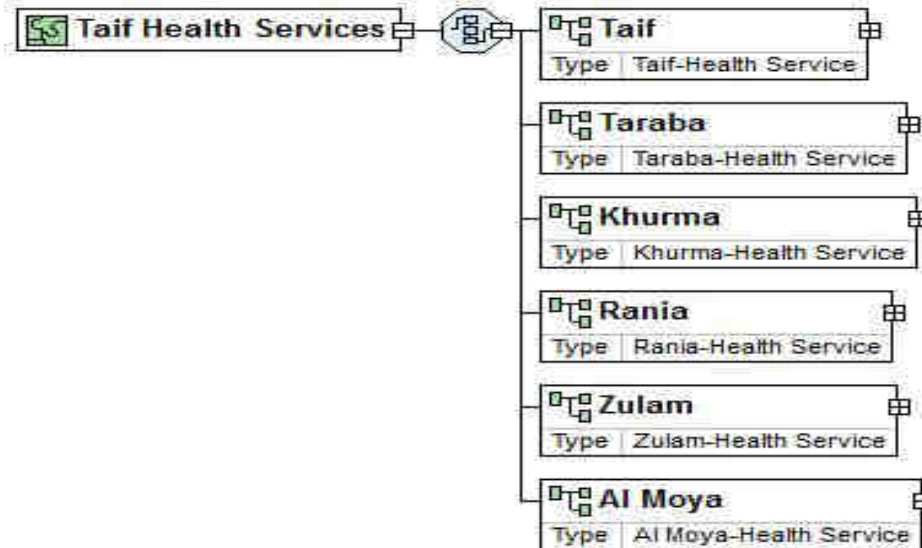 Taif Health Services
Taif
Type Taif-Health Service
Taraba
Type Taraba-Health Service
Khurma
Type Khurma-Health Service
Rania
Type Rania-Health Service
Zulam
Type Zulam-Health Service
Al Moya
Type Al Moya-Health Service